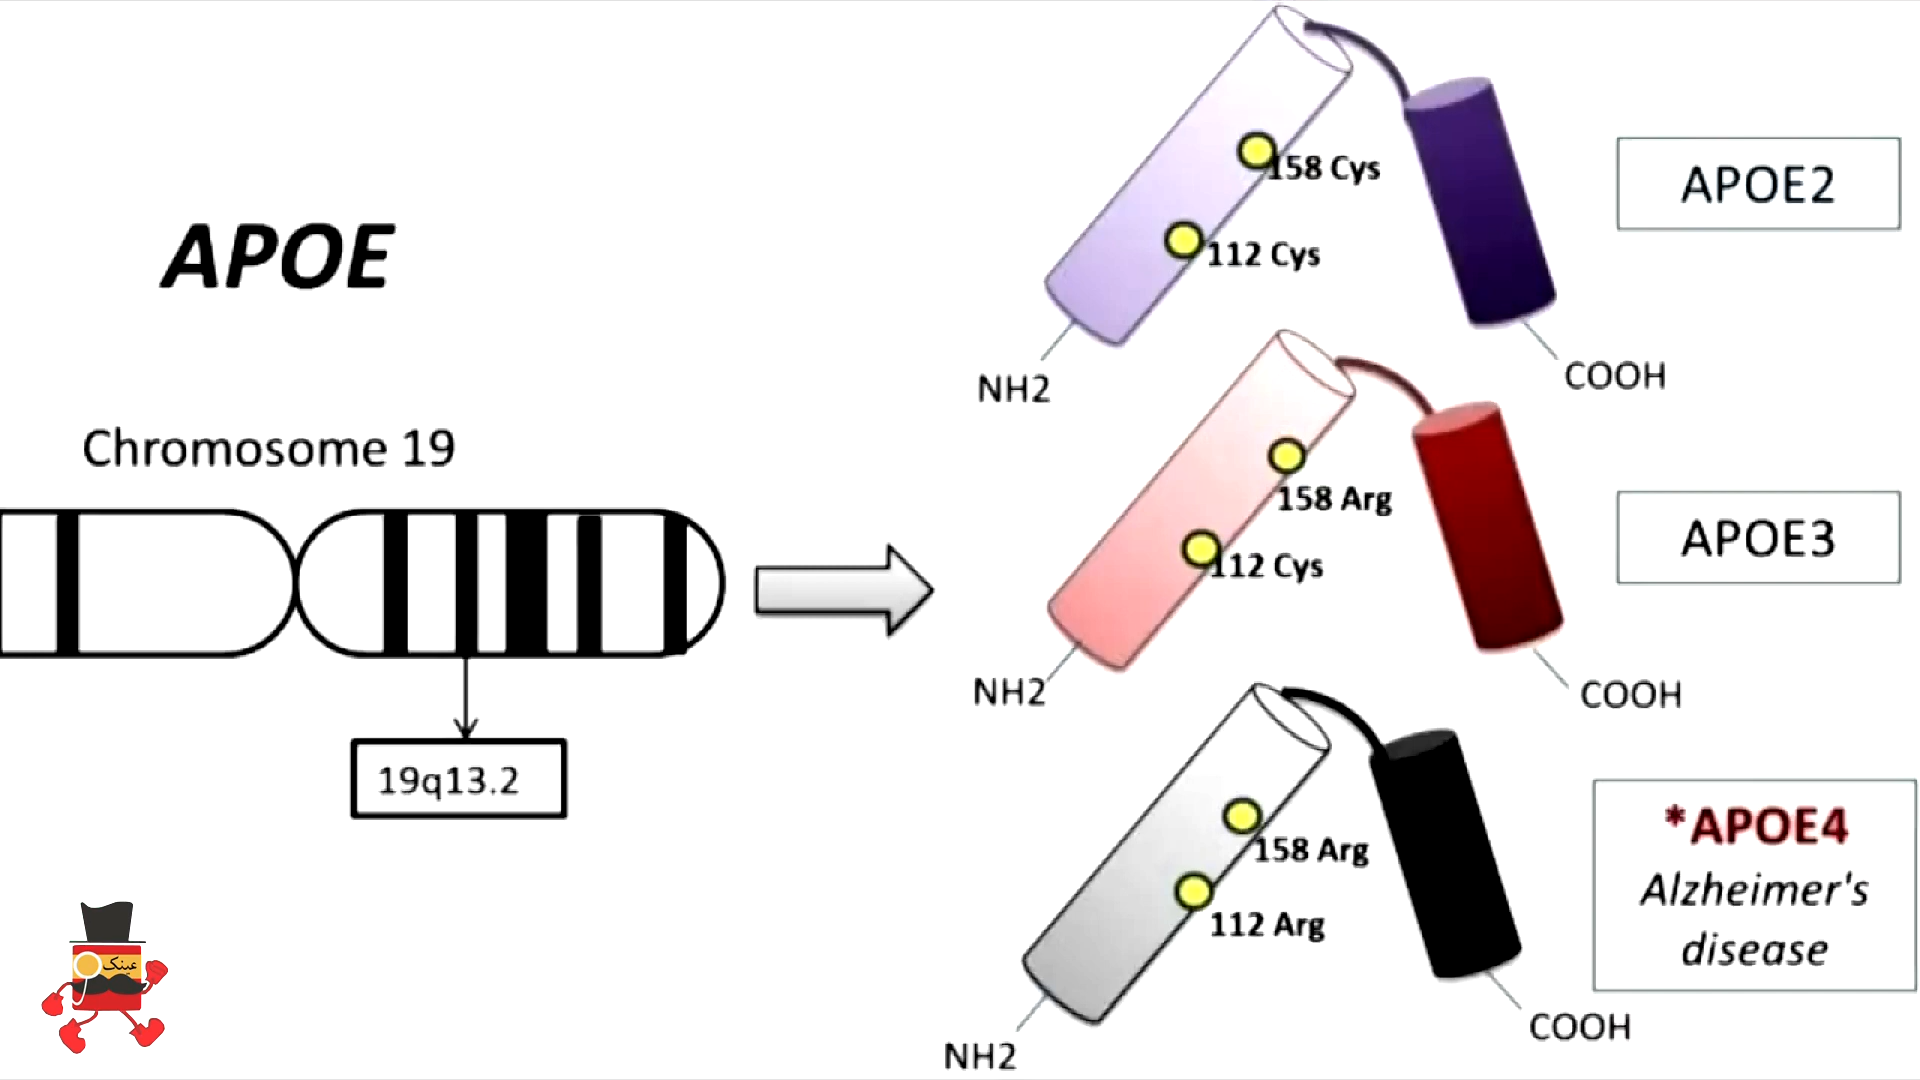 APOE
Chromosome 19
19q13.2
158 Cys
112 Cys
NH2
COOH
APOE2
158 Arg
112 Cys
NH2
COOH
APOE3
158 Arg
112 Arg
NH2
COOH
*APOE4
Alzheimer's
disease
عینک